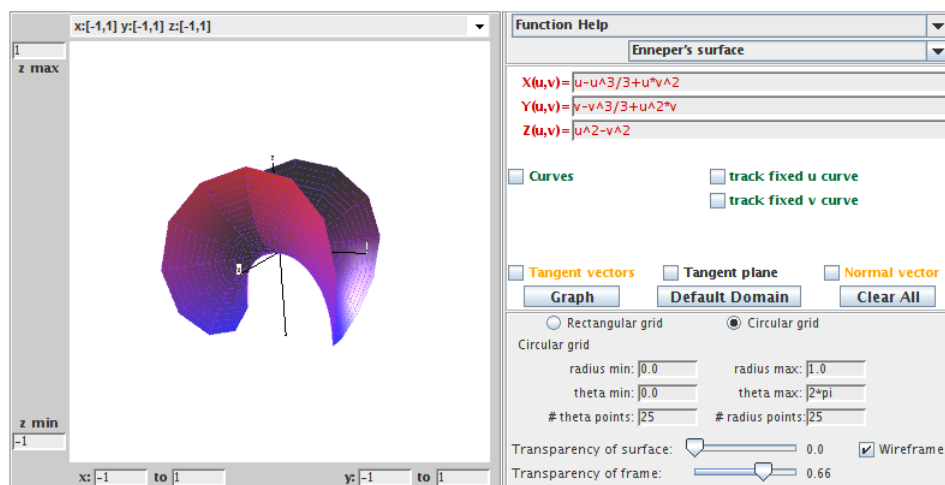 x:[-1,1] y:[-1,1] z:[-1,1]
1
z max
z min
-1
x: -1 to 1 y: -1 to 1
Function Help
Enneper's surface
X(u,v)= u-u^3/3+u*v^2
Y(u,v)= v-v^3/3+u^2*v
Z(u,v)= u^2-v^2
Curves track fixed u curve
track fixed v curve
Tangent vectors Tangent plane Normal vector
Graph Default Domain Clear All
Rectangular grid Circular grid
Circular grid
radius min: 0.0 radius max: 1.0
theta min: 0.0 theta max: 2*pi
# theta points: 25 # radius points: 25
Transparency of surface: 0.0 Wireframe
Transparency of frame: 0.66